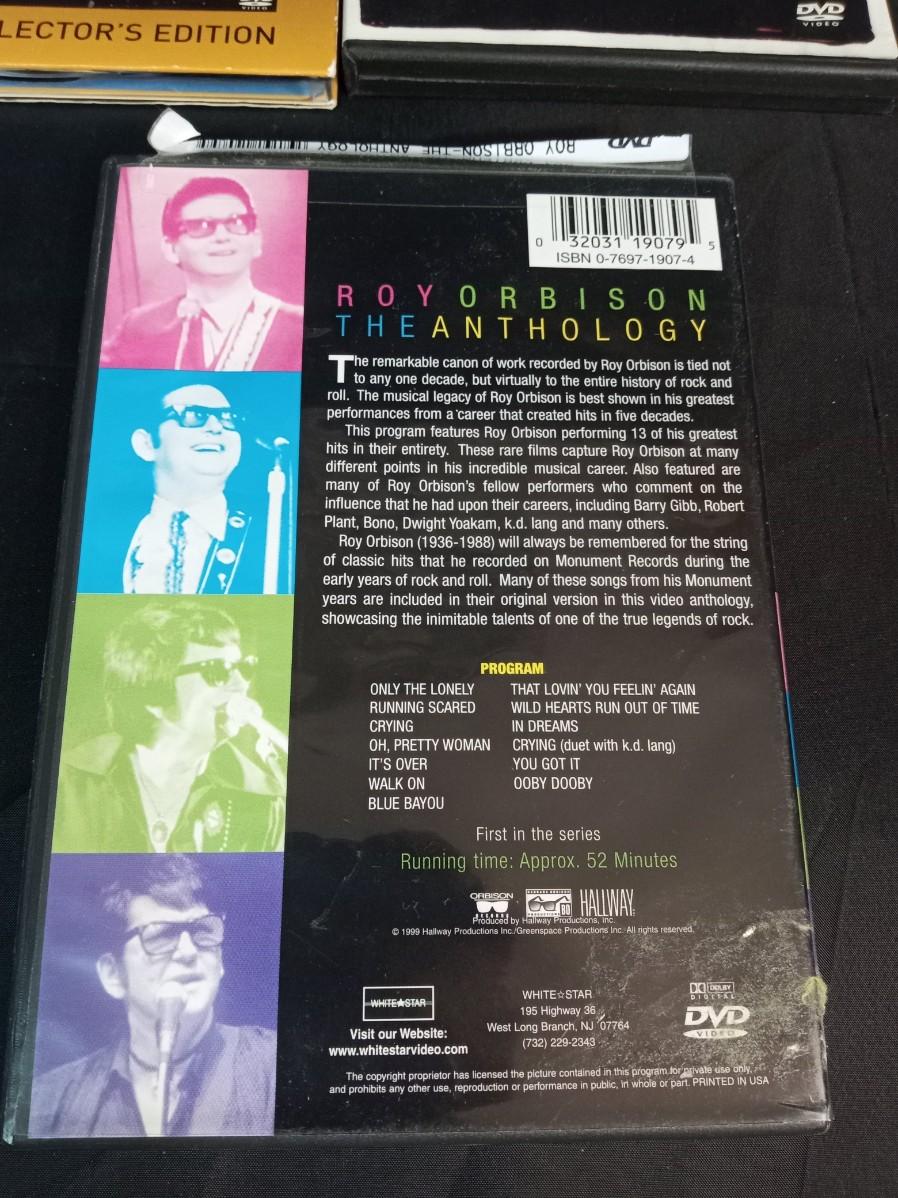 LECTOR'S EDITION
VIDEO
DVD
VIDEO
ROY ORBISON-THE ANTHOLOGY
DVD
0 32031 19079 5
ISBN 0-7697-1907-4
ROY ORBISON
THE ANTHOLOGY
The remarkable canon of work recorded by Roy Orbison is tied not
to any one decade, but virtually to the entire history of rock and
roll. The musical legacy of Roy Orbison is best shown in his greatest
performances from a career that created hits in five decades.
This program features Roy Orbison performing 13 of his greatest
hits in their entirety. These rare films capture Roy Orbison at many
different points in his incredible musical career. Also featured are
many of Roy Orbison's fellow performers who comment on the
influence that he had upon their careers, including Barry Gibb, Robert
Plant, Bono, Dwight Yoakam, k.d. lang and many others.
Roy Orbison (1936-1988) will always be remembered for the string
of classic hits that he recorded on Monument Records during the
early years of rock and roll. Many of these songs from his Monument
years are included in their original version in this video anthology,
showcasing the inimitable talents of one of the true legends of rock.
PROGRAM
ONLY THE LONELY
RUNNING SCARED
CRYING
OH, PRETTY WOMAN
IT'S OVER
WALK ON
BLUE BAYOU
THAT LOVIN' YOU FEELIN' AGAIN
WILD HEARTS RUN OUT OF TIME
IN DREAMS
CRYING (duet with k.d. lang)
YOU GOT IT
OOBY DOOBY
First in the series
Running time: Approx. 52 Minutes
ORBISON
RECORDS
HALLWAY
Produced by Hallway Productions, Inc.
© 1999 Hallway Productions Inc./Greenspace Productions Inc. All rights reserved.
WHITE★STAR
Visit our Website:
www.whitestarvideo.com
WHITE☆STAR
195 Highway 36
West Long Branch, NJ 07764
(732) 229-2343
DOLBY
DIGITAL
DVD
VIDEO
The copyright proprietor has licensed the picture contained in this program for private use only,
and prohibits any other use, reproduction or performance in public, in whole or part. PRINTED IN USA